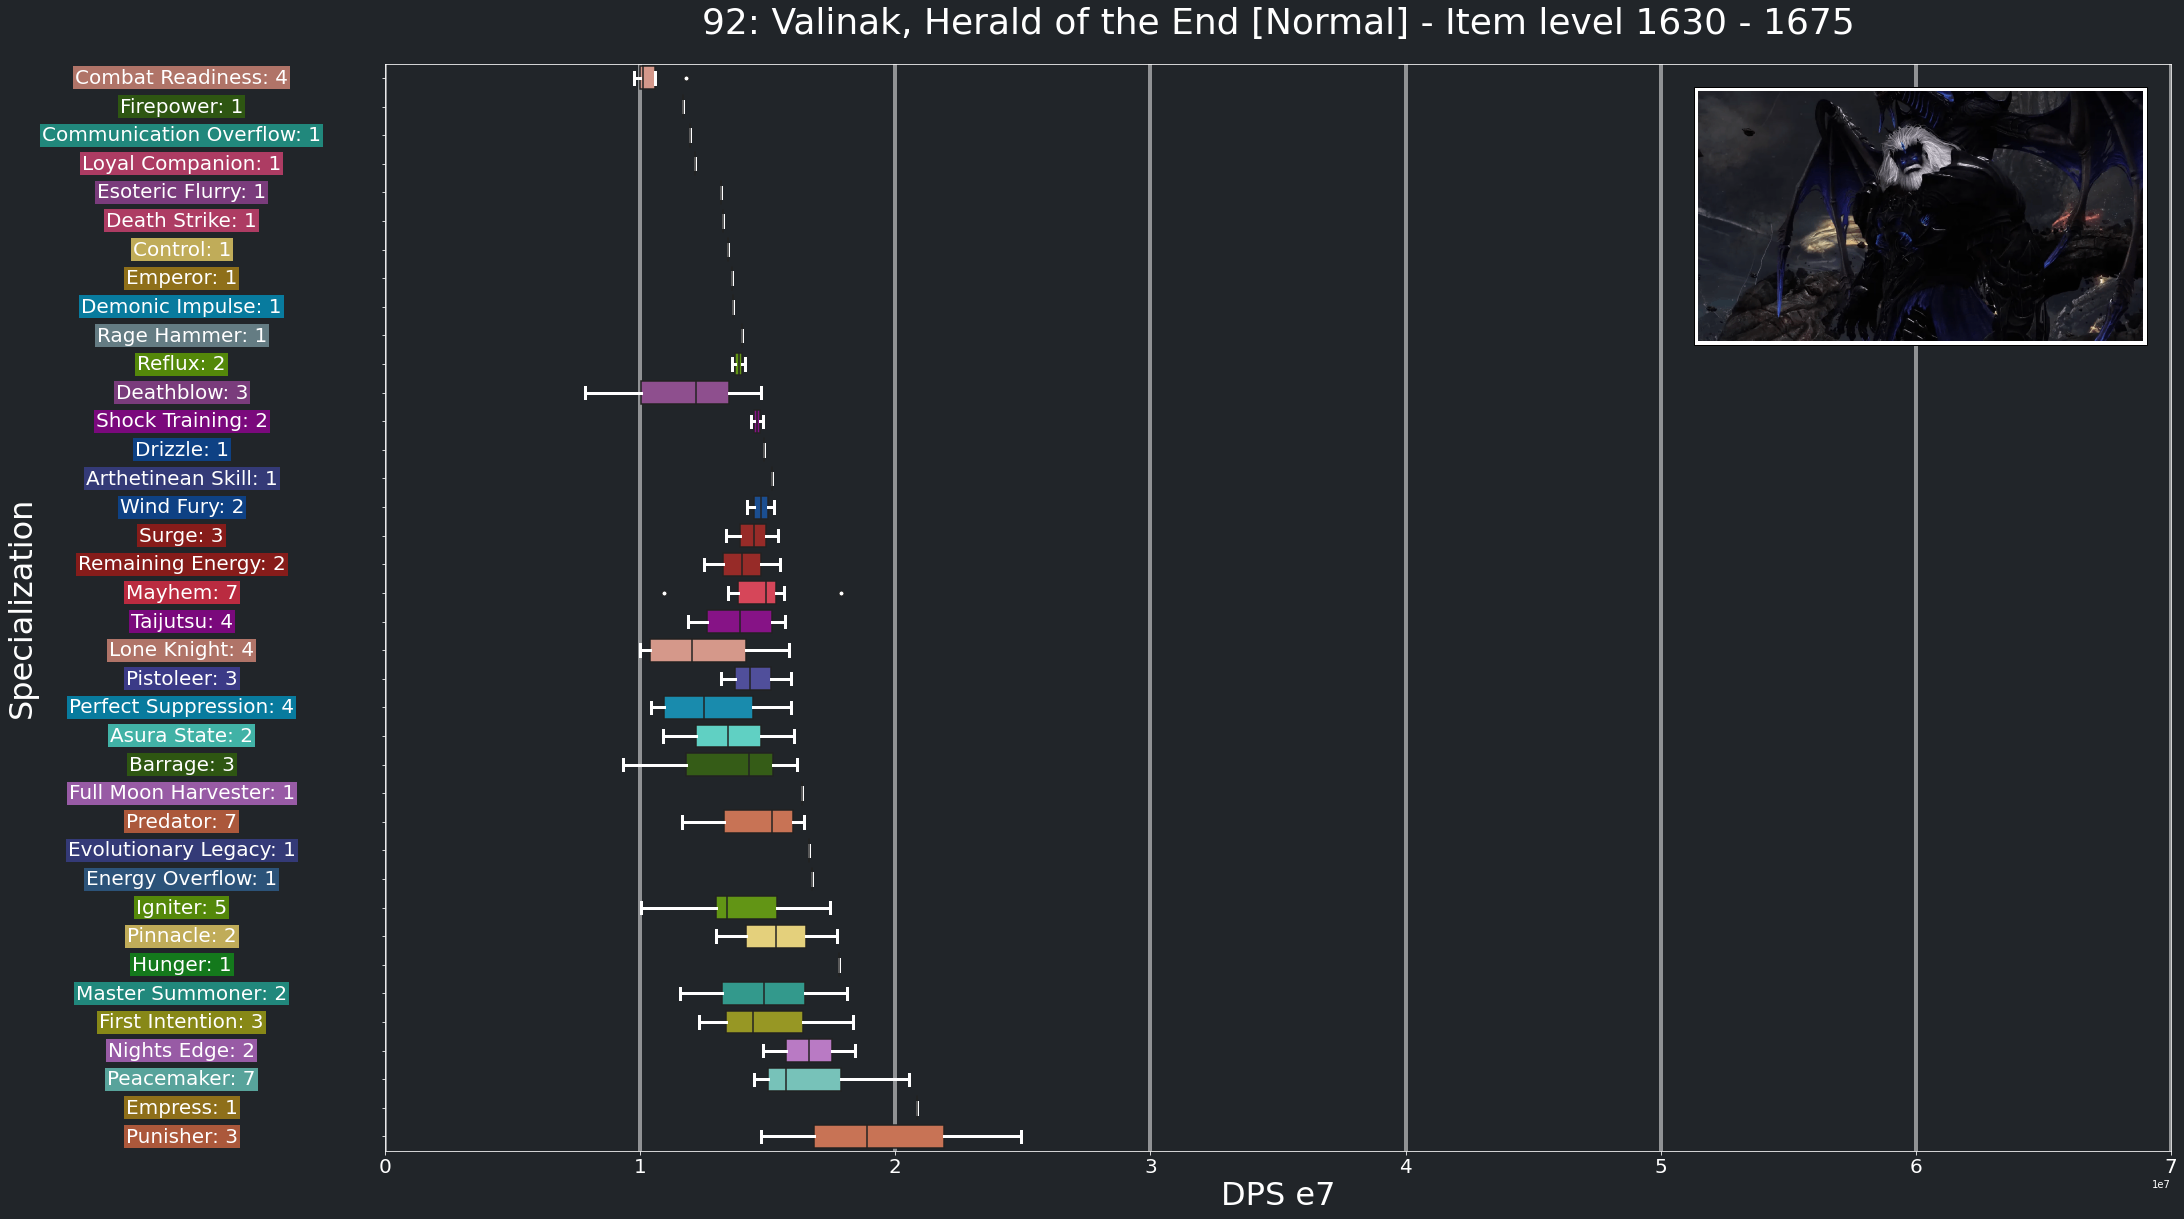 92: Valinak, Herald of the End [Normal] - Item level 1630 - 1675
Specialization
Combat Readiness: 4
Firepower: 1
Communication Overflow: 1
Loyal Companion: 1
Esoteric Flurry: 1
Death Strike: 1
Control: 1
Emperor: 1
Demonic Impulse: 1
Rage Hammer: 1
Reflux: 2
Deathblow: 3
Shock Training: 2
Drizzle: 1
Arthetinean Skill: 1
Wind Fury: 2
Surge: 3
Remaining Energy: 2
Mayhem: 7
Taijutsu: 4
Lone Knight: 4
Pistoleer: 3
Perfect Suppression: 4
Asura State: 2
Barrage: 3
Full Moon Harvester: 1
Predator: 7
Evolutionary Legacy: 1
Energy Overflow: 1
Igniter: 5
Pinnacle: 2
Hunger: 1
Master Summoner: 2
First Intention: 3
Nights Edge: 2
Peacemaker: 7
Empress: 1
Punisher: 3
0 1 2 3 4 5 6 7
1e7
DPS e7